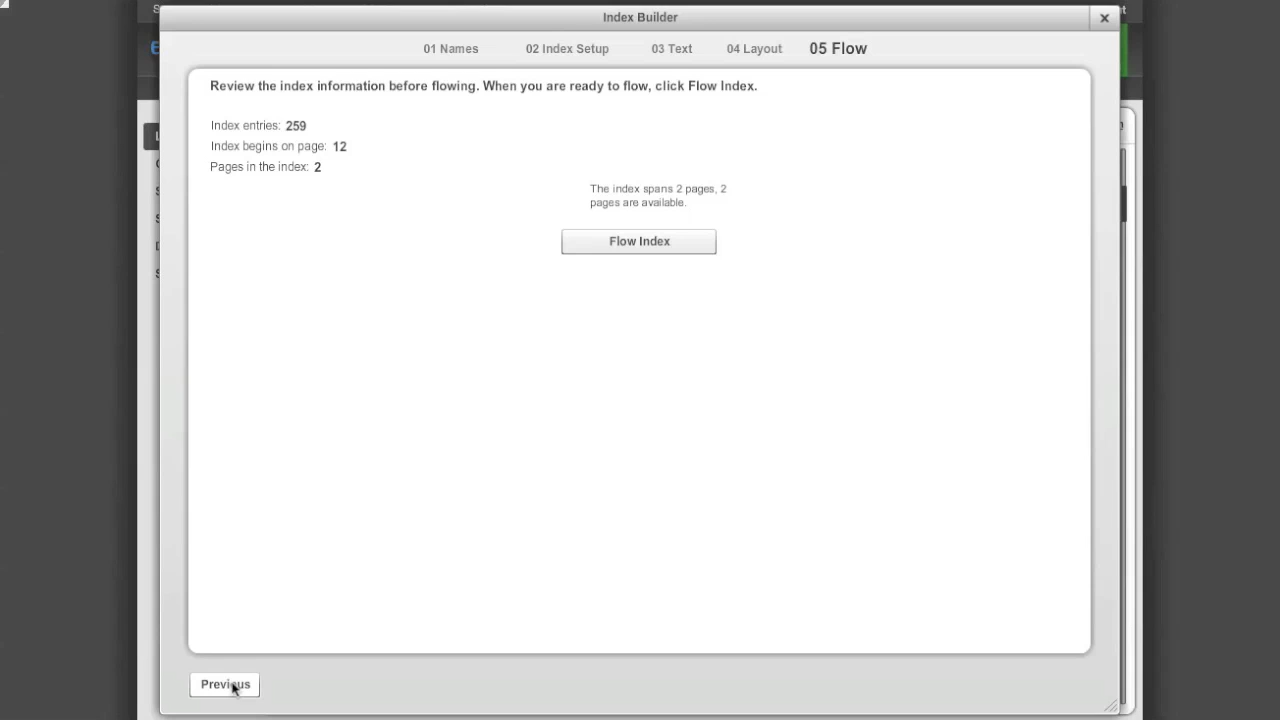 Index Builder
01 Names 02 Index Setup 03 Text 04 Layout 05 Flow
Review the index information before flowing. When you are ready to flow, click Flow Index.
Index entries: 259
Index begins on page: 12
Pages in the index: 2
The index spans 2 pages, 2
pages are available.
Flow Index
Previous